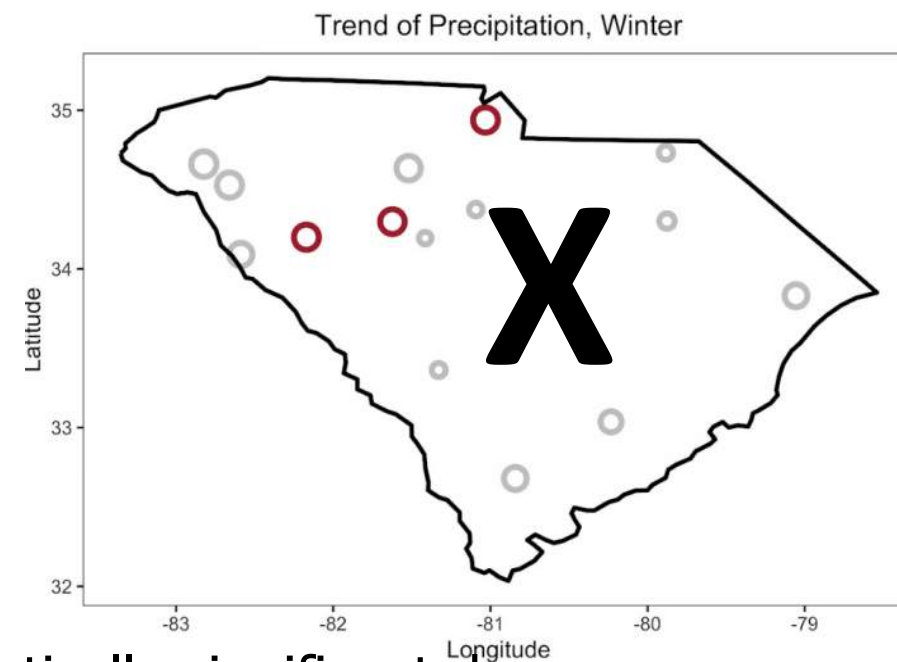 Trend of Precipitation, Winter
35
34
33
32
Latitude
X
-83 -82 -81 -80 -79
Longitude